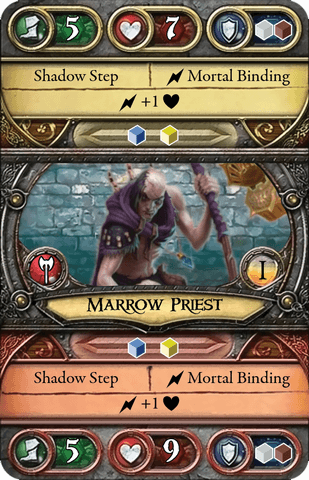 5 7
Shadow Step Mortal Binding
+1
MARROW PRIEST
I
Shadow Step Mortal Binding
+1
5 9